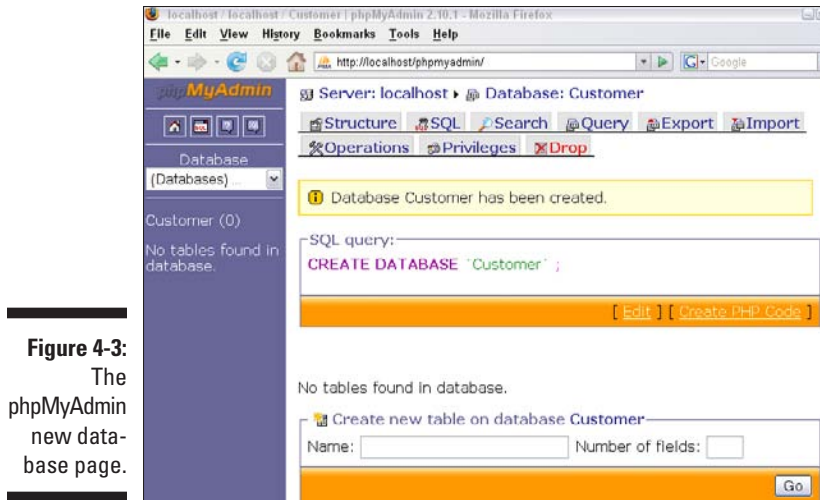 localhost / localhost / Customer | phpMyAdmin 2.10.1 - Mozilla Firefox
File Edit View History Bookmarks Tools Help
http://localhost/phpmyadmin/
Google
phpMyAdmin
Database
(Databases) ...
Customer (0)
No tables found in
database.
Server: localhost ▸ Database: Customer
Structure SQL Search Query Export Import
Operations Privileges Drop
Database Customer has been created.
SQL query:
CREATE DATABASE `Customer` ;
[ Edit ] [ Create PHP Code ]
No tables found in database.
Create new table on database Customer
Name: Number of fields:
Go
Figure 4-3:
The
phpMyAdmin
new data-
base page.